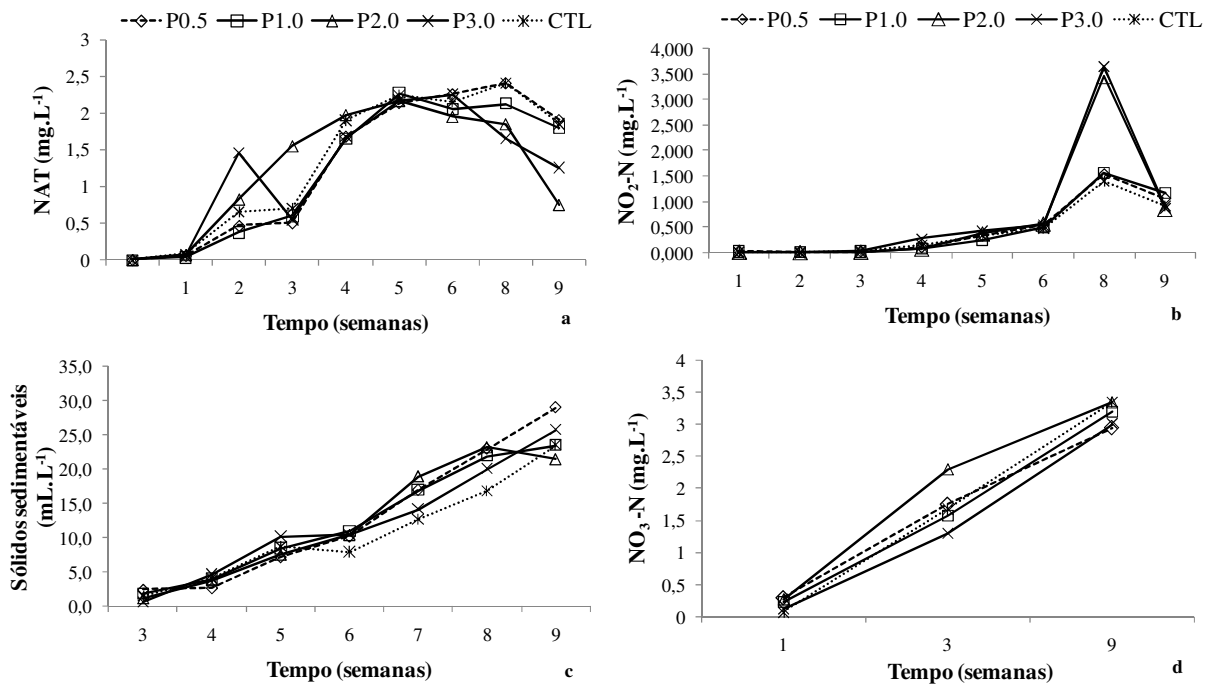 P0.5 P1.0 P2.0 P3.0 CTL
NAT (mg.L-1)
3
2,5
2
1,5
1
0,5
0
1 2 3 4 5 6 8 9
Tempo (semanas)
a
P0.5 P1.0 P2.0 P3.0 CTL
NO2-N (mg.L-1)
4,000
3,500
3,000
2,500
2,000
1,500
1,000
0,500
0,000
1 2 3 4 5 6 8 9
Tempo (semanas)
b
Sólidos sedimentáveis
(mL.L-1)
35,0
30,0
25,0
20,0
15,0
10,0
5,0
0,0
3 4 5 6 7 8 9
Tempo (semanas)
c
NO3 -N (mg.L-1)
4
3,5
3
2,5
2
1,5
1
0,5
0
1 3 9
Tempo (semanas)
d